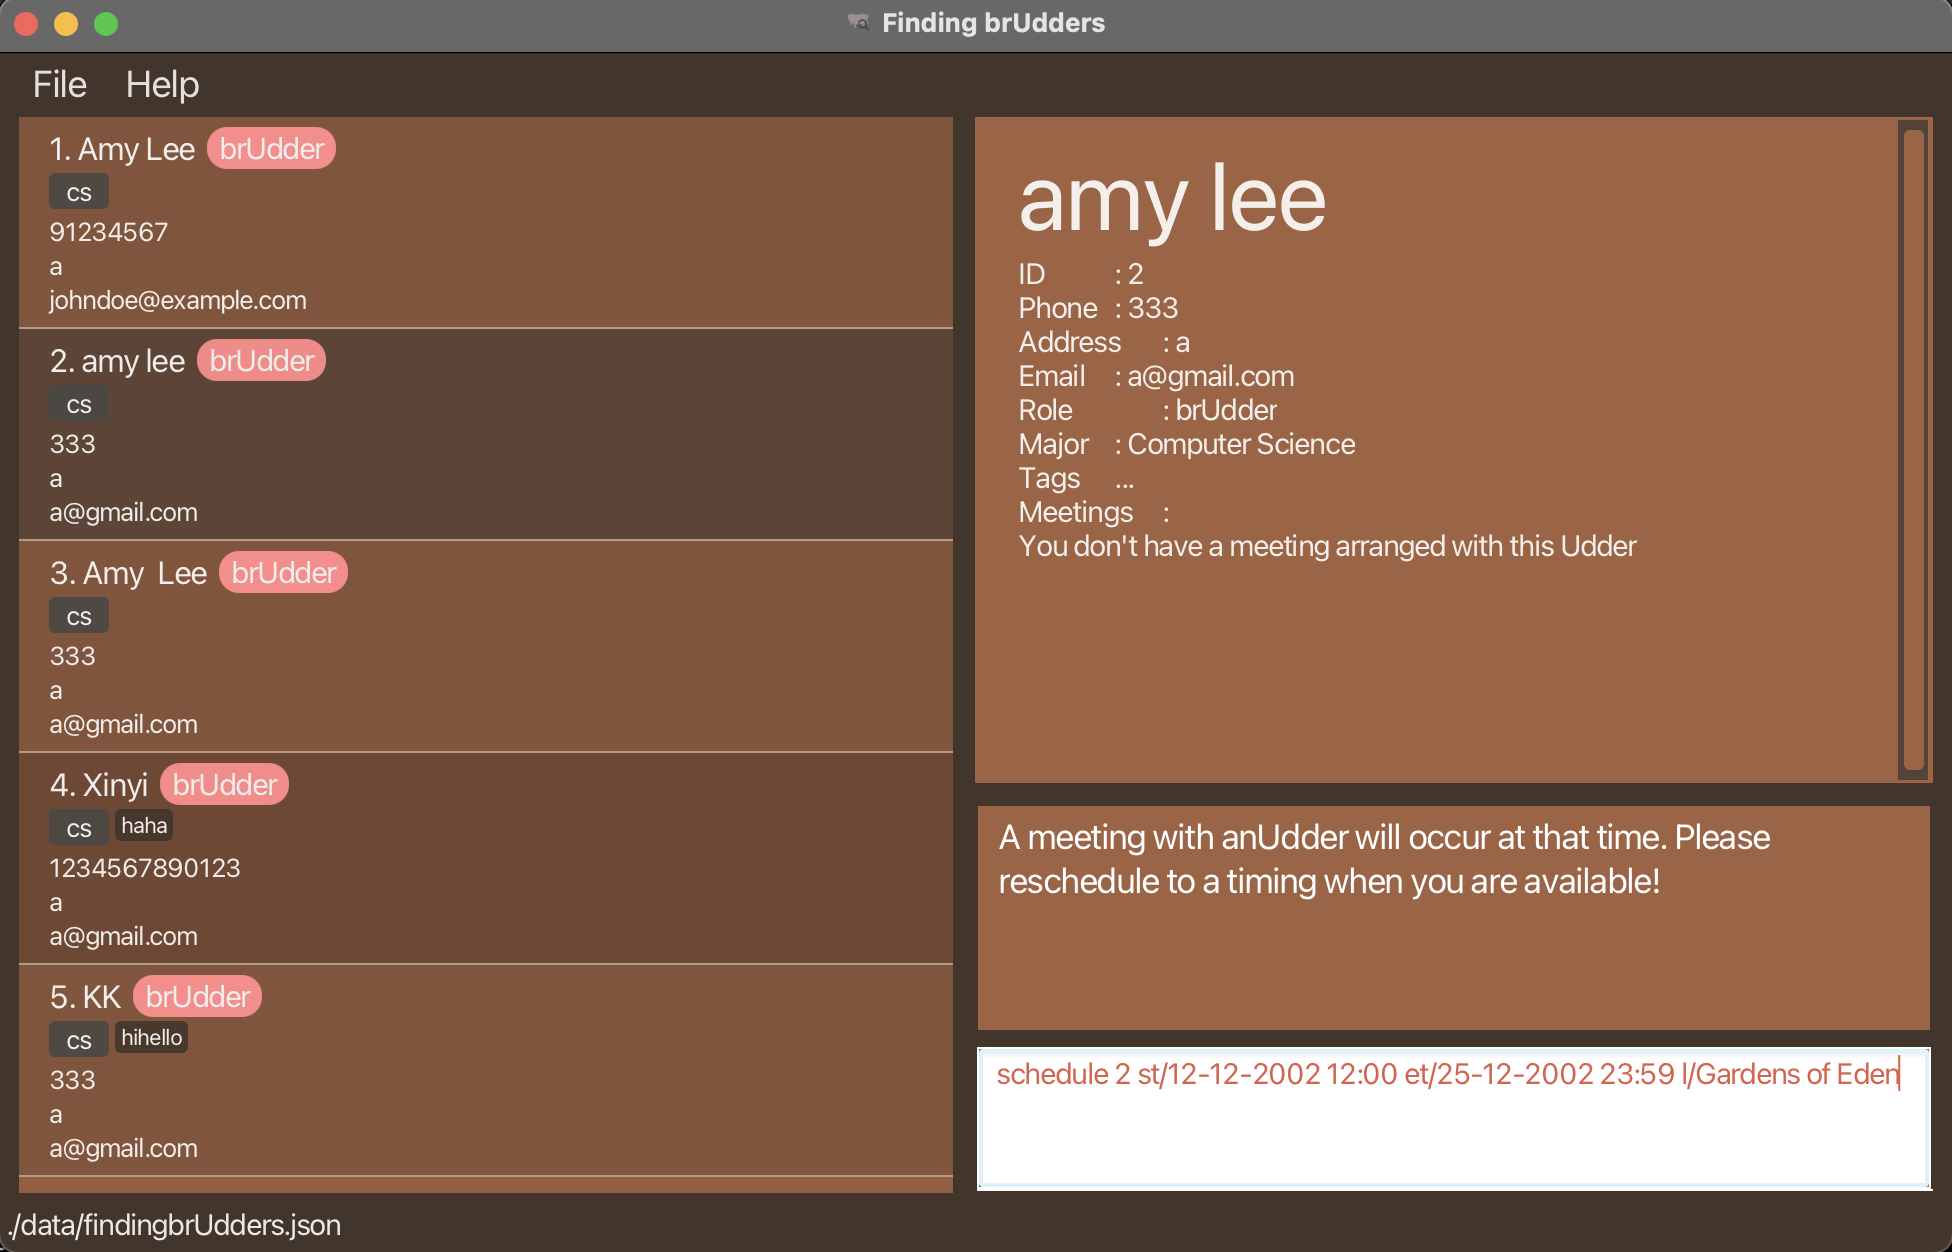 Finding brUdders
File Help
1. Amy Lee brUdder
cs
91234567
a
johndoe@example.com
2. amy lee brUdder
cs
333
a
a@gmail.com
3. Amy  Lee brUdder
cs
333
a
a@gmail.com
4. Xinyi brUdder
cs haha
1234567890123
a
a@gmail.com
5. KK brUdder
cs hihello
333
a
a@gmail.com
amy lee
ID : 2
Phone : 333
Address : a
Email : a@gmail.com
Role : brUdder
Major : Computer Science
Tags ...
Meetings :
You don't have a meeting arranged with this Udder
A meeting with anUdder will occur at that time. Please
reschedule to a timing when you are available!
schedule 2 st/12-12-2002 12:00 et/25-12-2002 23:59 l/Gardens of Eden
./data/findingbrUdders.json